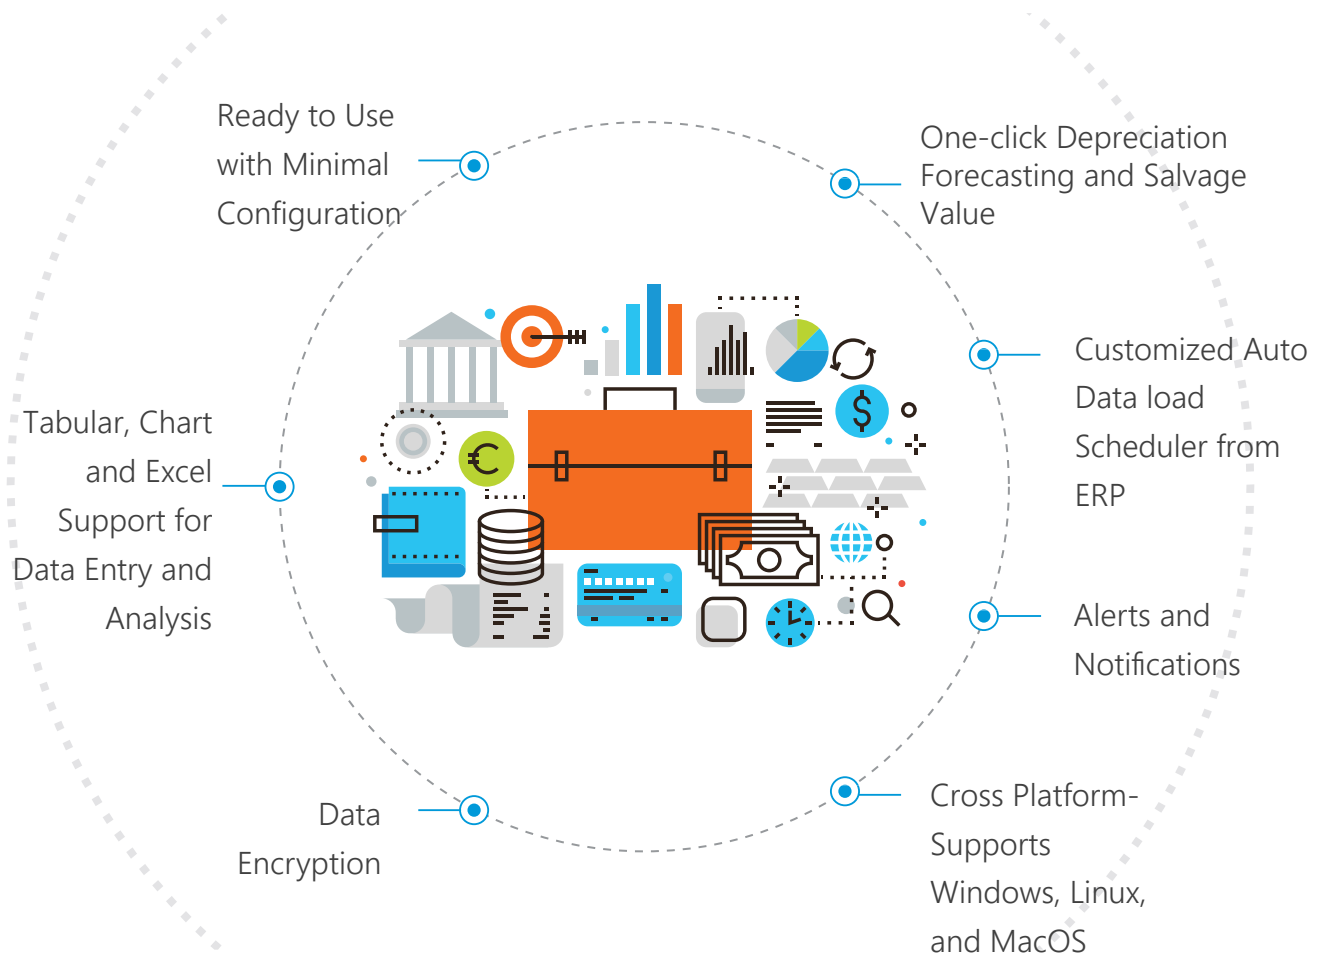 Ready to Use
with Minimal
Configuration
One-click Depreciation
Forecasting and Salvage
Value
Customized Auto
Data load
Scheduler from
ERP
Tabular, Chart
and Excel
Support for
Data Entry and
Analysis
Alerts and
Notifications
Data
Encryption
Cross Platform-
Supports
Windows, Linux,
and MacOS